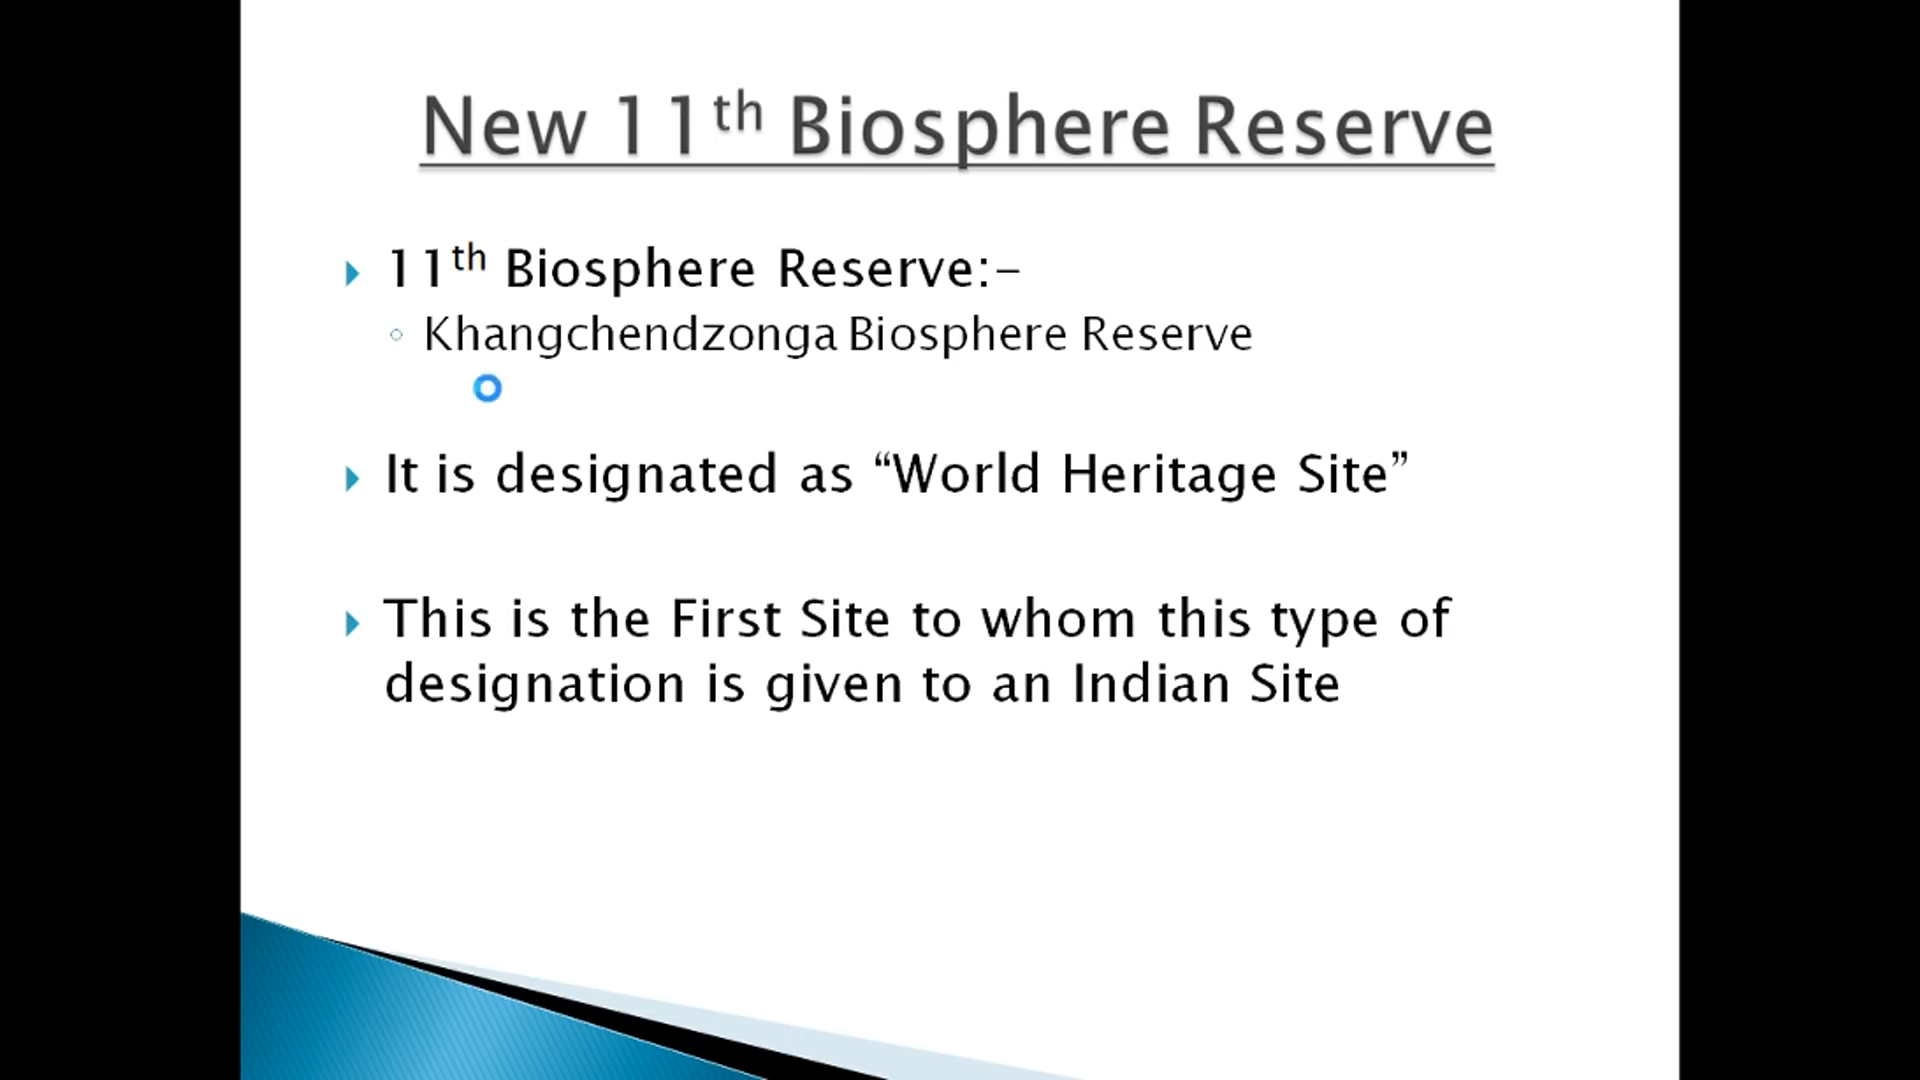 New 11th Biosphere Reserve
11th Biosphere Reserve:-
Khangchendzonga Biosphere Reserve
It is designated as “World Heritage Site”
This is the First Site to whom this type of
designation is given to an Indian Site